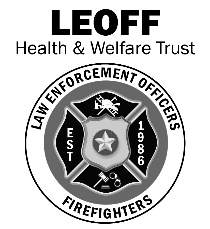 LEOFF
Health & Welfare Trust
LAW ENFORCEMENT OFFICERS
EST
1986
FIREFIGHTERS